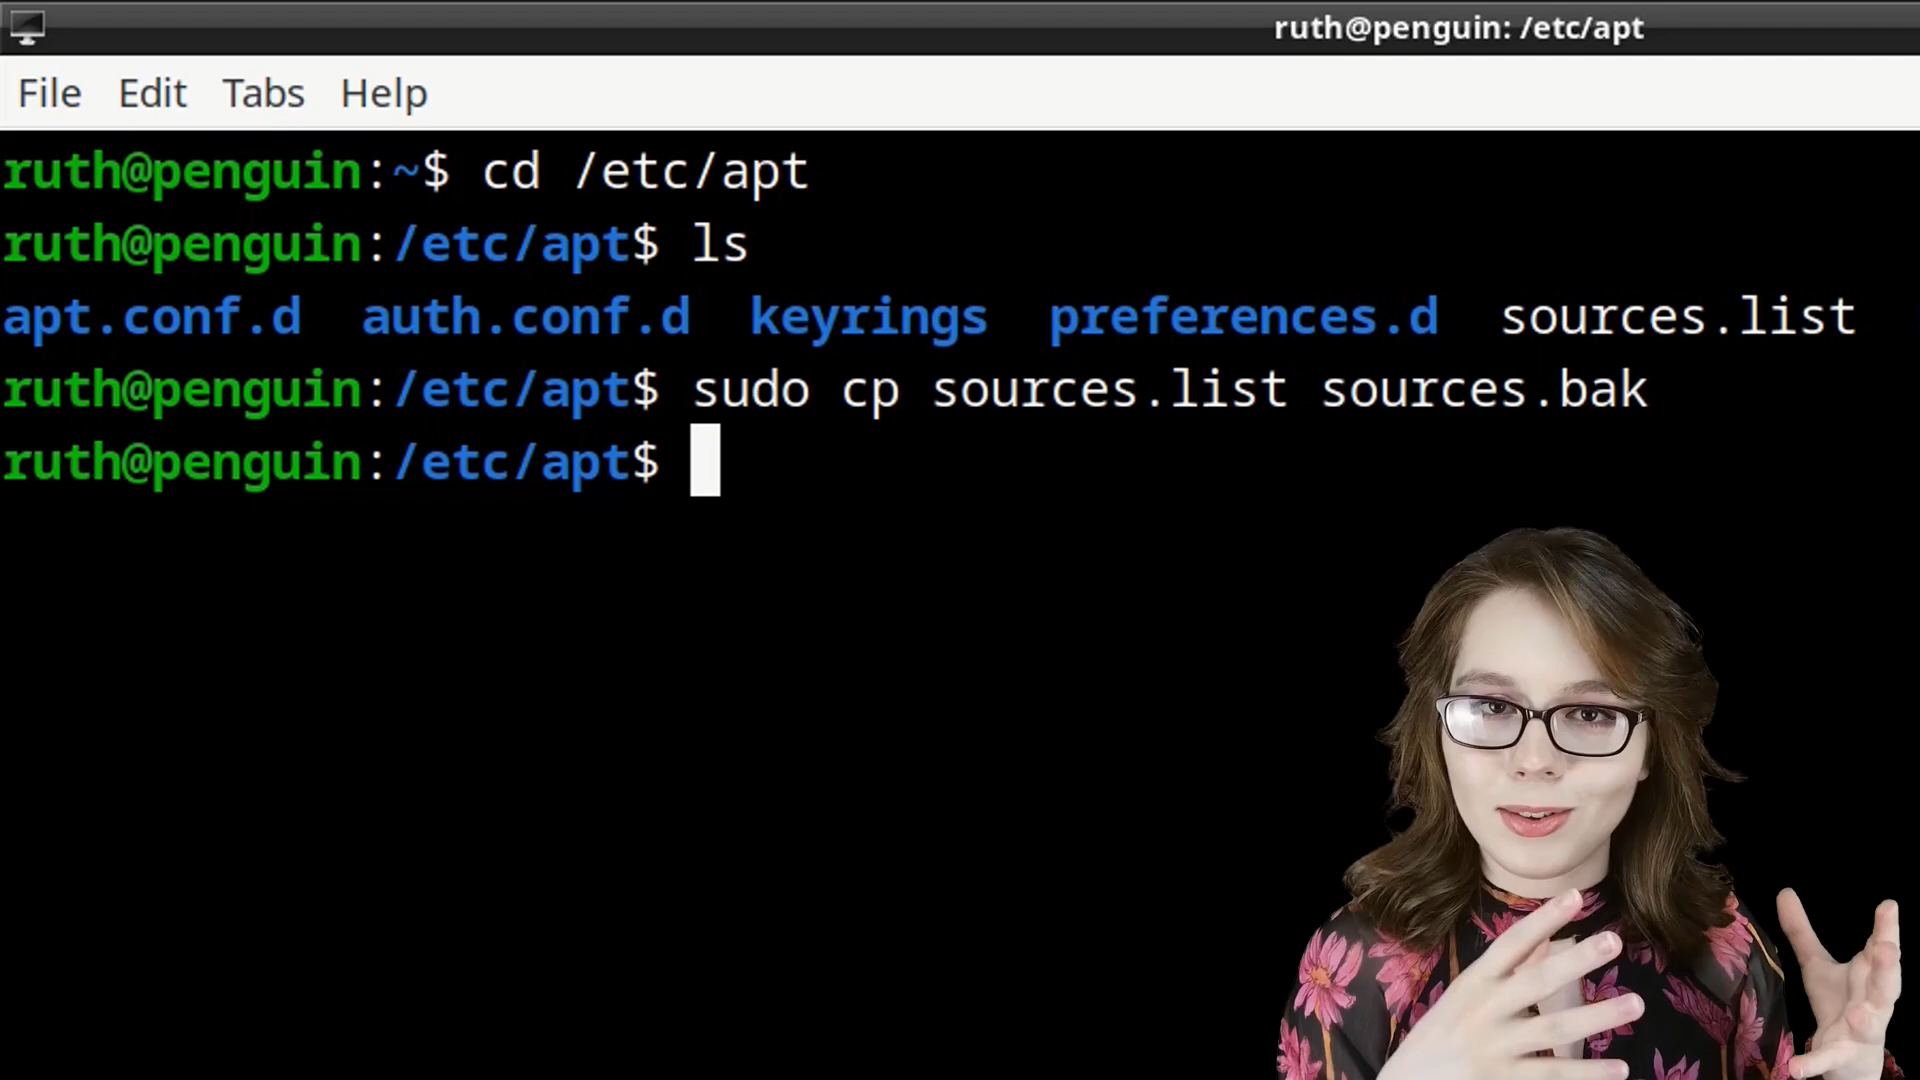 ruth@penguin: /etc/apt
File Edit Tabs Help
ruth@penguin:~$ cd /etc/apt
ruth@penguin:/etc/apt$ ls
apt.conf.d auth.conf.d keyrings preferences.d sources.list
ruth@penguin:/etc/apt$ sudo cp sources.list sources.bak
ruth@penguin:/etc/apt$